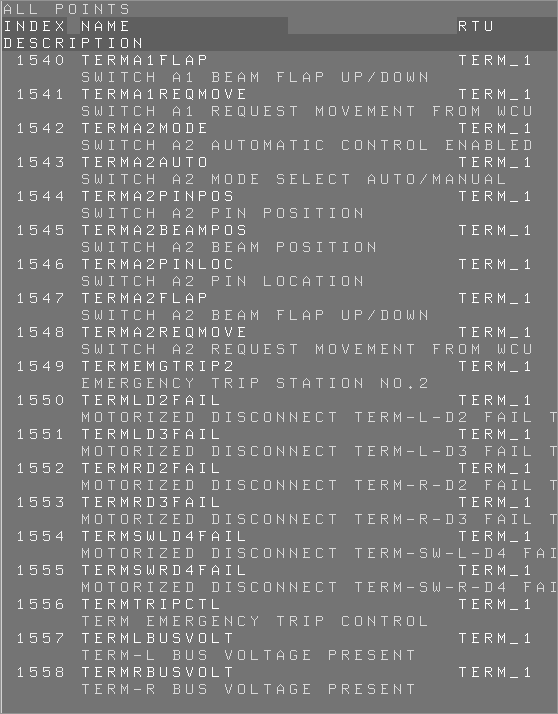 ALL POINTS
INDEX NAME RTU
DESCRIPTION
1540 TERMA1FLAP TERM_1
SWITCH A1 BEAM FLAP UP/DOWN
1541 TERMA1REQMOVE TERM_1
SWITCH A1 REQUEST MOVEMENT FROM WCU
1542 TERMA2MODE TERM_1
SWITCH A2 AUTOMATIC CONTROL ENABLED
1543 TERMA2AUTO TERM_1
SWITCH A2 MODE SELECT AUTO/MANUAL
1544 TERMA2PINPOS TERM_1
SWITCH A2 PIN POSITION
1545 TERMA2BEAMPOS TERM_1
SWITCH A2 BEAM POSITION
1546 TERMA2PINLOC TERM_1
SWITCH A2 PIN LOCATION
1547 TERMA2FLAP TERM_1
SWITCH A2 BEAM FLAP UP/DOWN
1548 TERMA2REQMOVE TERM_1
SWITCH A2 REQUEST MOVEMENT FROM WCU
1549 TERMEMGTRIP2 TERM_1
EMERGENCY TRIP STATION NO.2
1550 TERMLD2FAIL TERM_1
MOTORIZED DISCONNECT TERM-L-D2 FAIL T
1551 TERMLD3FAIL TERM_1
MOTORIZED DISCONNECT TERM-L-D3 FAIL T
1552 TERMRD2FAIL TERM_1
MOTORIZED DISCONNECT TERM-R-D2 FAIL T
1553 TERMRD3FAIL TERM_1
MOTORIZED DISCONNECT TERM-R-D3 FAIL T
1554 TERMSWLD4FAIL TERM_1
MOTORIZED DISCONNECT TERM-SW-L-D4 FAI
1555 TERMSWRD4FAIL TERM_1
MOTORIZED DISCONNECT TERM-SW-R-D4 FAI
1556 TERMTRIPCTL TERM_1
TERM EMERGENCY TRIP CONTROL
1557 TERMLBUSVOLT TERM_1
TERM-L BUS VOLTAGE PRESENT
1558 TERMRBUSVOLT TERM_1
TERM-R BUS VOLTAGE PRESENT